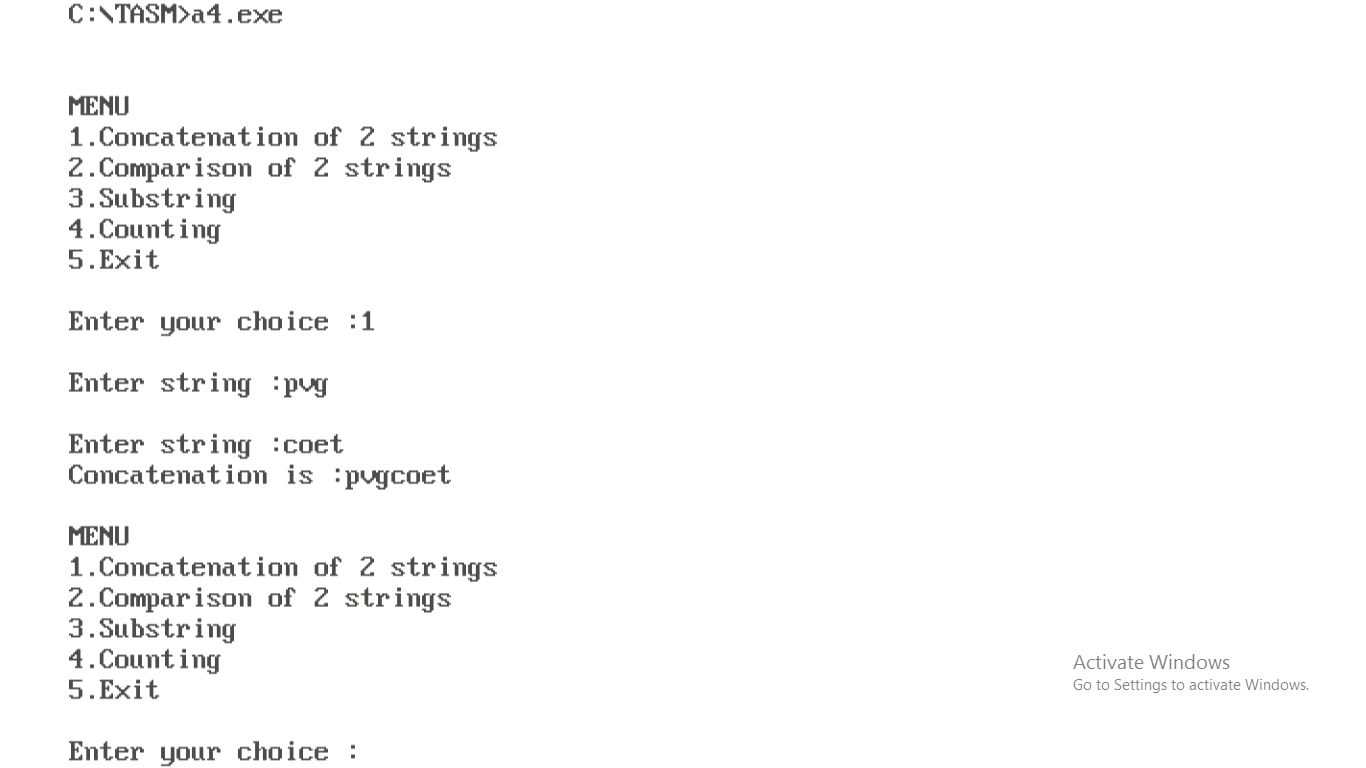 C:\TASM>a4.exe
MENU
1.Concatenation of 2 strings
2.Comparison of 2 strings
3.Substring
4.Counting
5.Exit
Enter your choice :1
Enter string :pvg
Enter string :coet
Concatenation is :pvgcoet
MENU
1.Concatenation of 2 strings
2.Comparison of 2 strings
3.Substring
4.Counting
5.Exit
Enter your choice :
Activate Windows
Go to Settings to activate Windows.